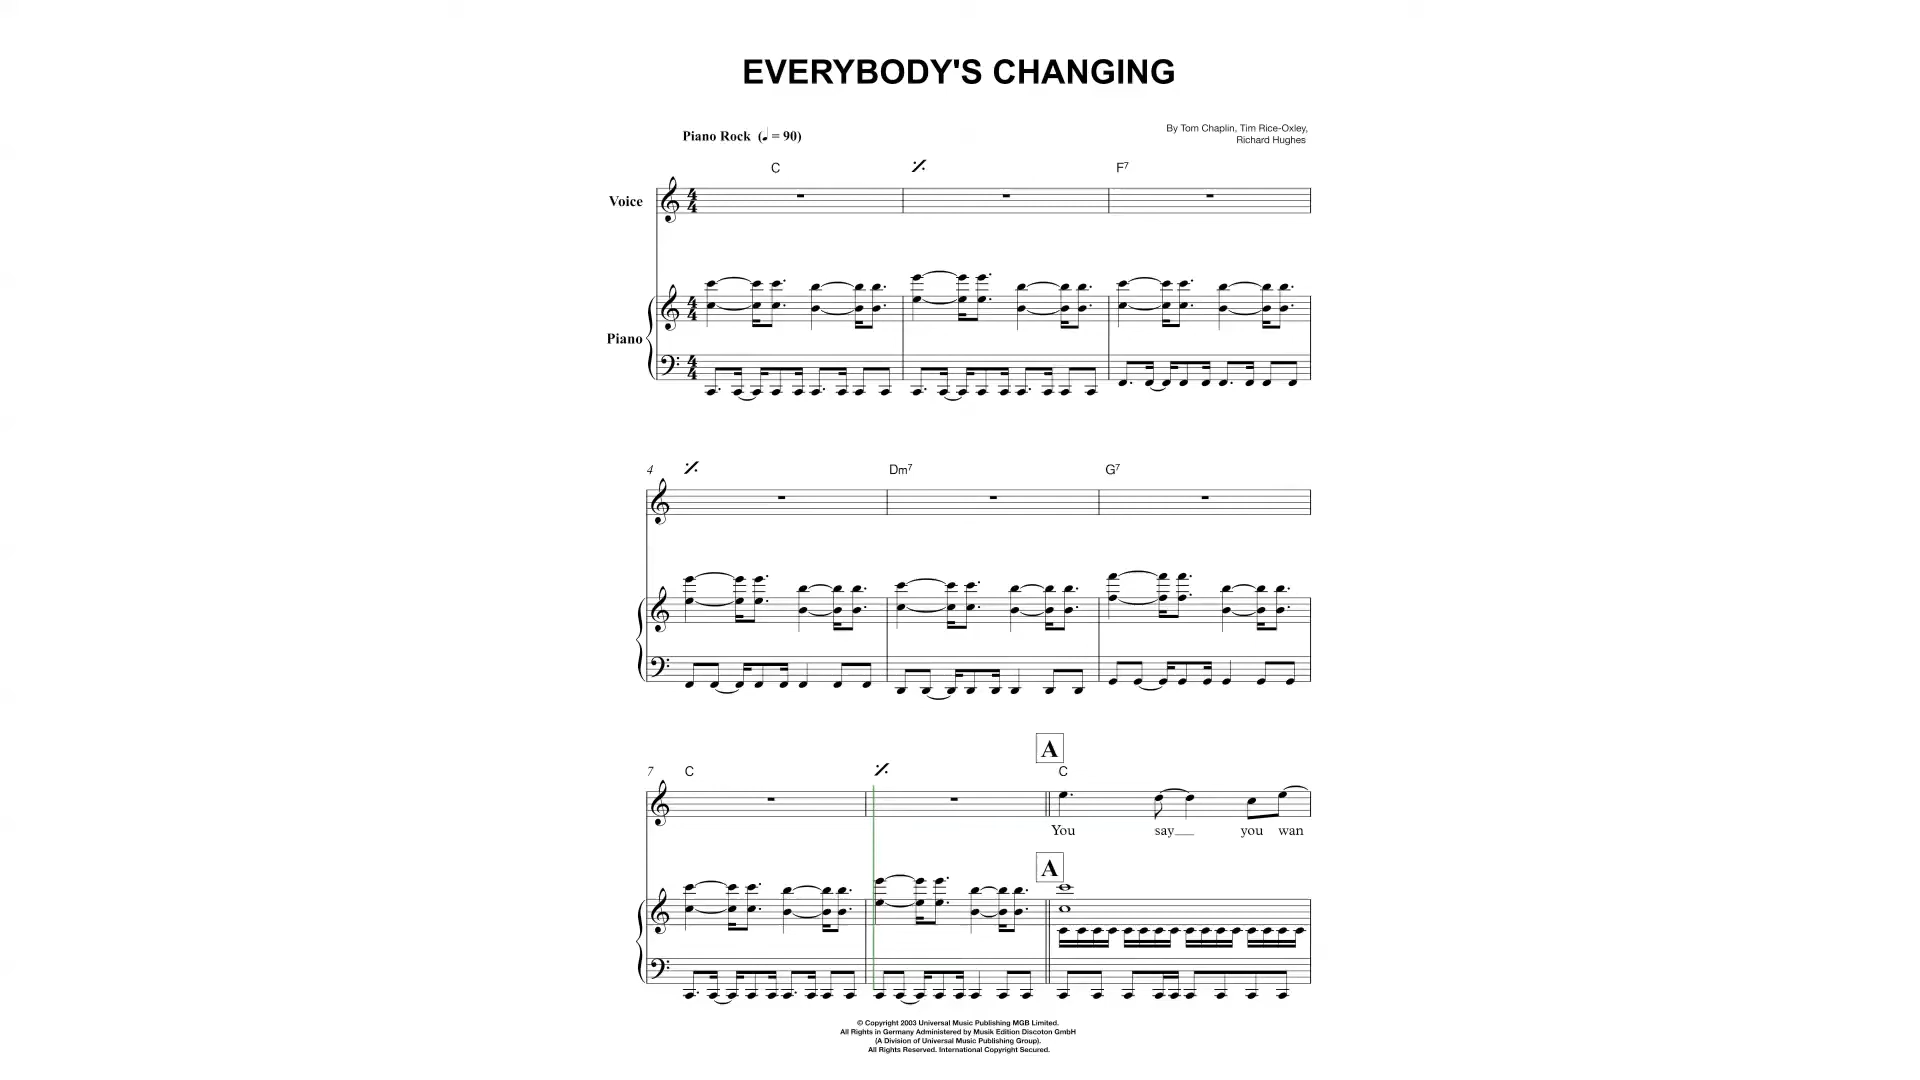 EVERYBODY'S CHANGING
Piano Rock (♩= 90)
By Tom Chaplin, Tim Rice-Oxley,
Richard Hughes
C 𝄎 F7
Voice
Piano
4 𝄎 Dm7 G7
A
7 C 𝄎 C
You say you wan
A
© Copyright 2003 Universal Music Publishing MGB Limited.
All Rights in Germany Administered by Musik Edition Discoton GmbH
(A Division of Universal Music Publishing Group).
All Rights Reserved. International Copyright Secured.